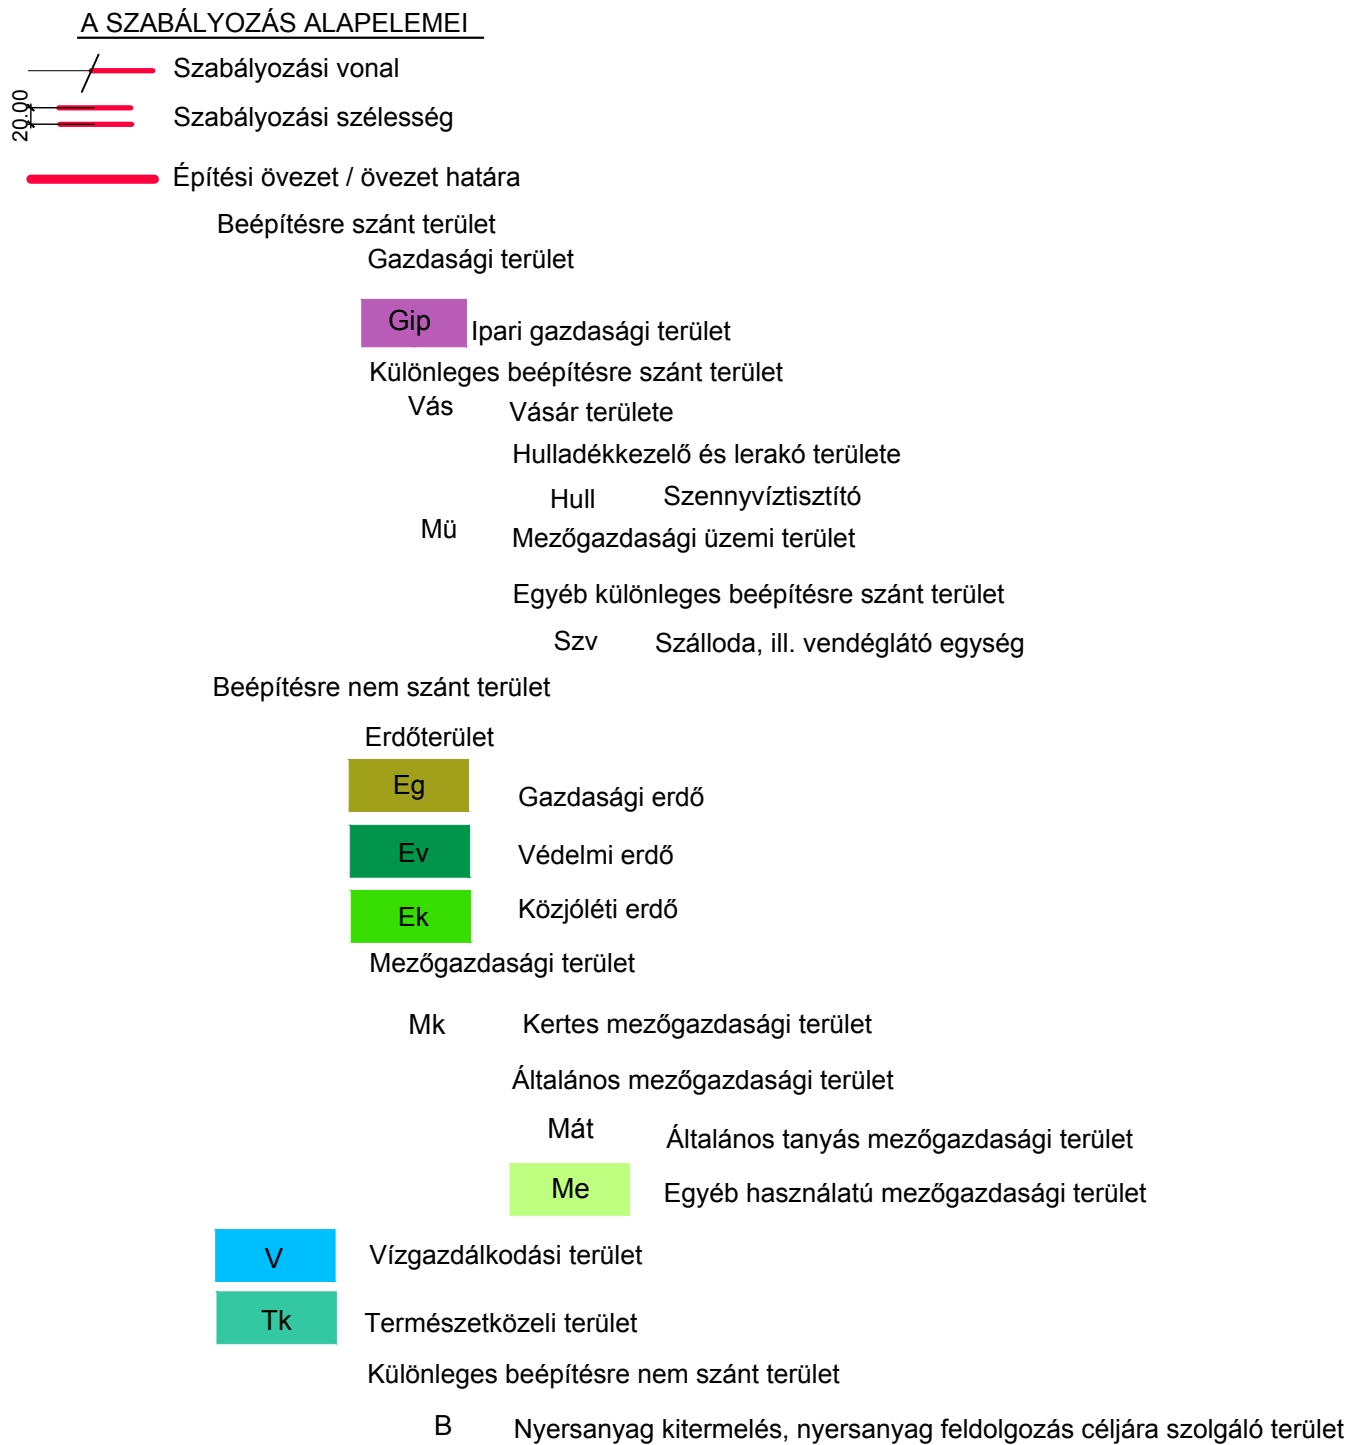 A SZABÁLYOZÁS ALAPELEMEI
Szabályozási vonal
20.00 Szabályozási szélesség
Építési övezet / övezet határa
Beépítésre szánt terület
Gazdasági terület
Gip Ipari gazdasági terület
Különleges beépítésre szánt terület
Vás Vásár területe
Hulladékkezelő és lerakó területe
Hull Szennyvíztisztító
Mü Mezőgazdasági üzemi terület
Egyéb különleges beépítésre szánt terület
Szv Szálloda, ill. vendéglátó egység
Beépítésre nem szánt terület
Erdőterület
Eg Gazdasági erdő
Ev Védelmi erdő
Ek Közjóléti erdő
Mezőgazdasági terület
Mk Kertes mezőgazdasági terület
Általános mezőgazdasági terület
Mát Általános tanyás mezőgazdasági terület
Me Egyéb használatú mezőgazdasági terület
V Vízgazdálkodási terület
Tk Természetközeli terület
Különleges beépítésre nem szánt terület
B Nyersanyag kitermelés, nyersanyag feldolgozás céljára szolgáló terület